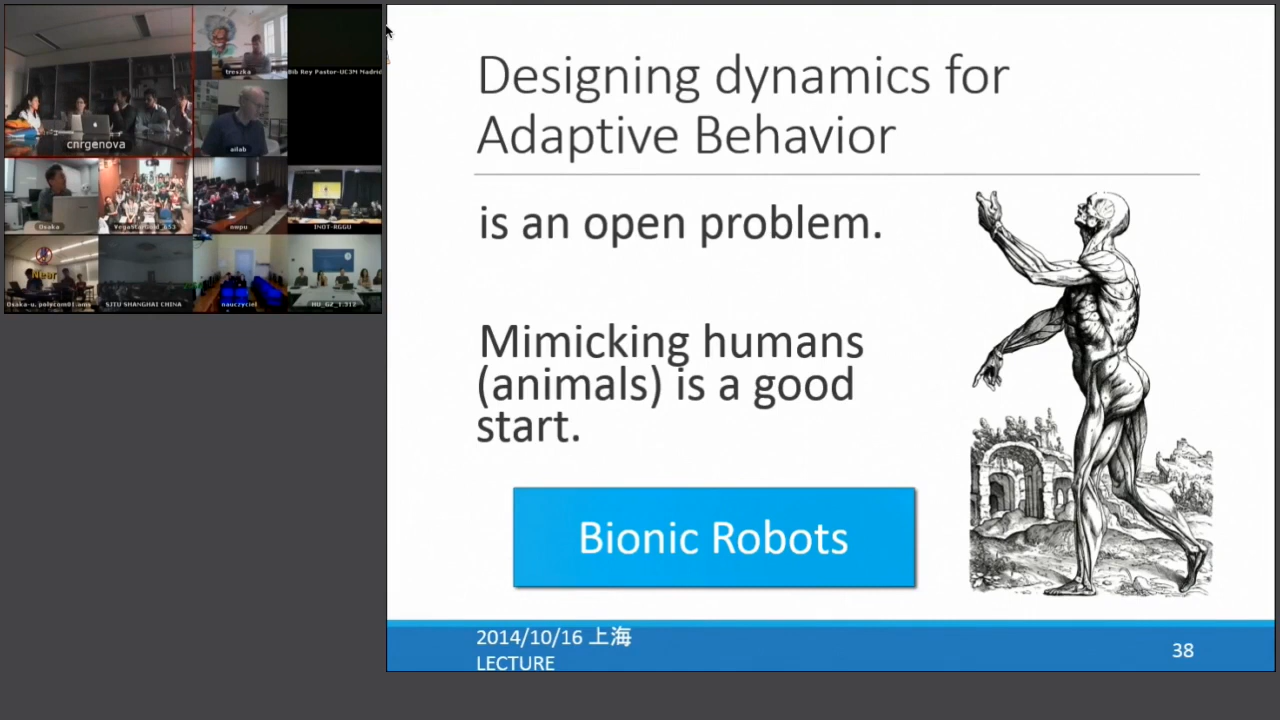 treszka
Bib Rey Pastor-UC3M Madrid
cnrgenova
ailab
Osaka
nwpu
INOT-RGGU
Near
SJTU SHANGHAI CHINA
nauczyciel
Designing dynamics for
Adaptive Behavior
is an open problem.
Mimicking humans
(animals) is a good
start.
Bionic Robots
2014/10/16 上海
LECTURE
38